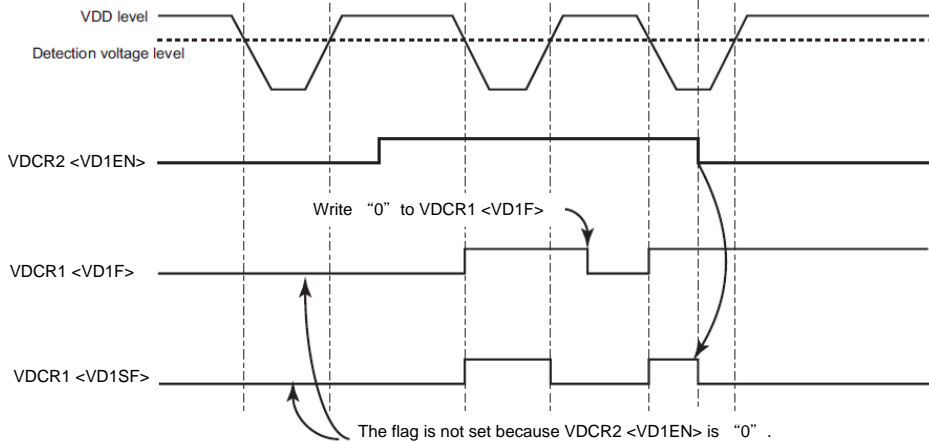 VDD level
Detection voltage level
VDCR2 <VD1EN>
Write “0” to VDCR1 <VD1F>
VDCR1 <VD1F>
VDCR1 <VD1SF>
The flag is not set because VDCR2 <VD1EN> is “0”.